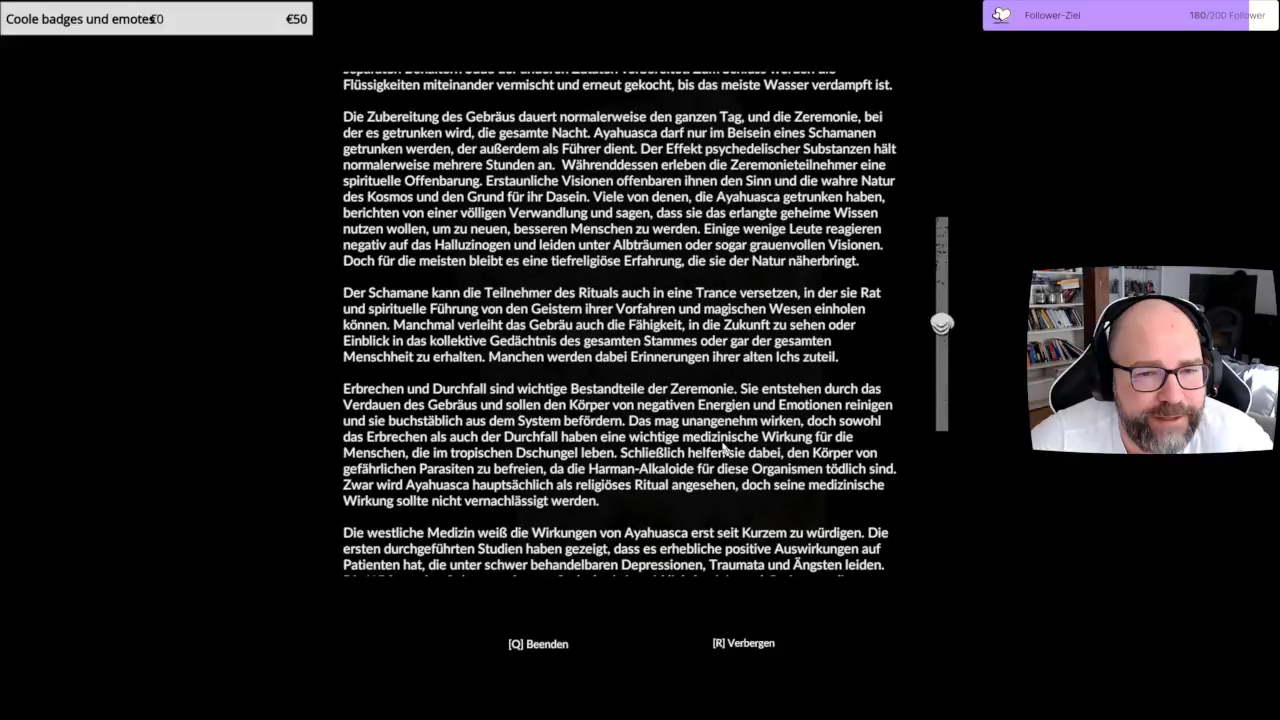 Coole badges und emotes€0 €50
Follower-Ziel 180/200 Follower
Flüssigkeiten miteinander vermischt und erneut gekocht, bis das meiste Wasser verdampft ist.
Die Zubereitung des Gebräus dauert normalerweise den ganzen Tag, und die Zeremonie, bei
der es getrunken wird, die gesamte Nacht. Ayahuasca darf nur im Beisein eines Schamanen
getrunken werden, der außerdem als Führer dient. Der Effekt psychedelischer Substanzen hält
normalerweise mehrere Stunden an. Währenddessen erleben die Zeremonieteilnehmer eine
spirituelle Offenbarung. Erstaunliche Visionen offenbaren ihnen den Sinn und die wahre Natur
des Kosmos und den Grund für ihr Dasein. Viele von denen, die Ayahuasca getrunken haben,
berichten von einer völligen Verwandlung und sagen, dass sie das erlangte geheime Wissen
nutzen wollen, um zu neuen, besseren Menschen zu werden. Einige wenige Leute reagieren
negativ auf das Halluzinogen und leiden unter Albträumen oder sogar grauenvollen Visionen.
Doch für die meisten bleibt es eine tiefreligiöse Erfahrung, die sie der Natur näherbringt.
Der Schamane kann die Teilnehmer des Rituals auch in eine Trance versetzen, in der sie Rat
und spirituelle Führung von den Geistern ihrer Vorfahren und magischen Wesen einholen
können. Manchmal verleiht das Gebräu auch die Fähigkeit, in die Zukunft zu sehen oder
Einblick in das kollektive Gedächtnis des gesamten Stammes oder gar der gesamten
Menschheit zu erhalten. Manchen werden dabei Erinnerungen ihrer alten Ichs zuteil.
Erbrechen und Durchfall sind wichtige Bestandteile der Zeremonie. Sie entstehen durch das
Verdauen des Gebräus und sollen den Körper von negativen Energien und Emotionen reinigen
und sie buchstäblich aus dem System befördern. Das mag unangenehm wirken, doch sowohl
das Erbrechen als auch der Durchfall haben eine wichtige medizinische Wirkung für die
Menschen, die im tropischen Dschungel leben. Schließlich helfen sie dabei, den Körper von
gefährlichen Parasiten zu befreien, da die Harman-Alkaloide für diese Organismen tödlich sind.
Zwar wird Ayahuasca hauptsächlich als religiöses Ritual angesehen, doch seine medizinische
Wirkung sollte nicht vernachlässigt werden.
Die westliche Medizin weiß die Wirkungen von Ayahuasca erst seit Kurzem zu würdigen. Die
ersten durchgeführten Studien haben gezeigt, dass es erhebliche positive Auswirkungen auf
Patienten hat, die unter schwer behandelbaren Depressionen, Traumata und Ängsten leiden.
[Q] Beenden [R] Verbergen